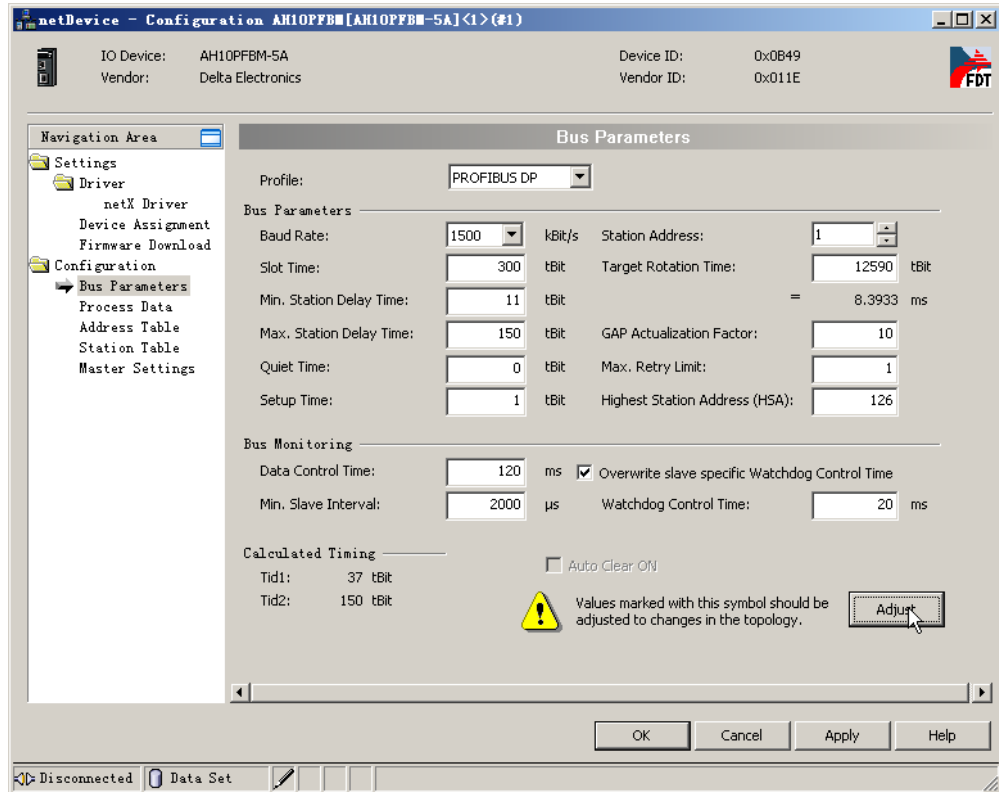 netDevice - Configuration AH10PFBM[AH10PFBM-5A]<1>(#1)
IO Device: AH10PFBM-5A Device ID: 0x0B49
Vendor: Delta Electronics Vendor ID: 0x011E
FDT
Navigation Area
Settings
Driver
netX Driver
Device Assignment
Firmware Download
Configuration
Bus Parameters
Process Data
Address Table
Station Table
Master Settings
Bus Parameters
Profile: PROFIBUS DP
Bus Parameters
Baud Rate: 1500 kBit/s Station Address: 1
Slot Time: 300 tBit Target Rotation Time: 12590 tBit
Min. Station Delay Time: 11 tBit = 8.3933 ms
Max. Station Delay Time: 150 tBit GAP Actualization Factor: 10
Quiet Time: 0 tBit Max. Retry Limit: 1
Setup Time: 1 tBit Highest Station Address (HSA): 126
Bus Monitoring
Data Control Time: 120 ms Overwrite slave specific Watchdog Control Time
Min. Slave Interval: 2000 µs Watchdog Control Time: 20 ms
Calculated Timing
Auto Clear ON
Tid1: 37 tBit
Tid2: 150 tBit
Values marked with this symbol should be
adjusted to changes in the topology.
Adjust
OK Cancel Apply Help
Disconnected Data Set